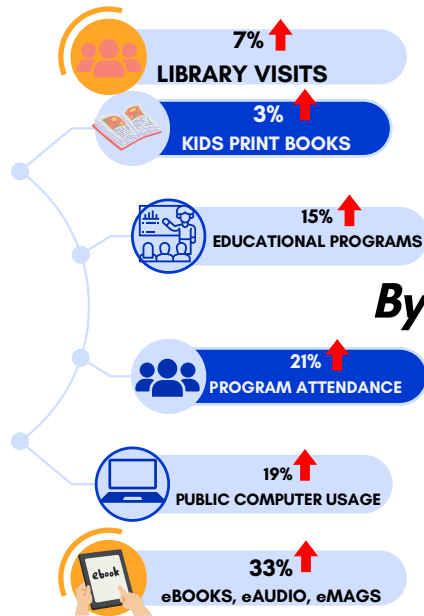 7%
LIBRARY VISITS
3%
KIDS PRINT BOOKS
15%
EDUCATIONAL PROGRAMS
By
21%
PROGRAM ATTENDANCE
19%
PUBLIC COMPUTER USAGE
33%
ebook
eBOOKS, eAUDIO, eMAGS